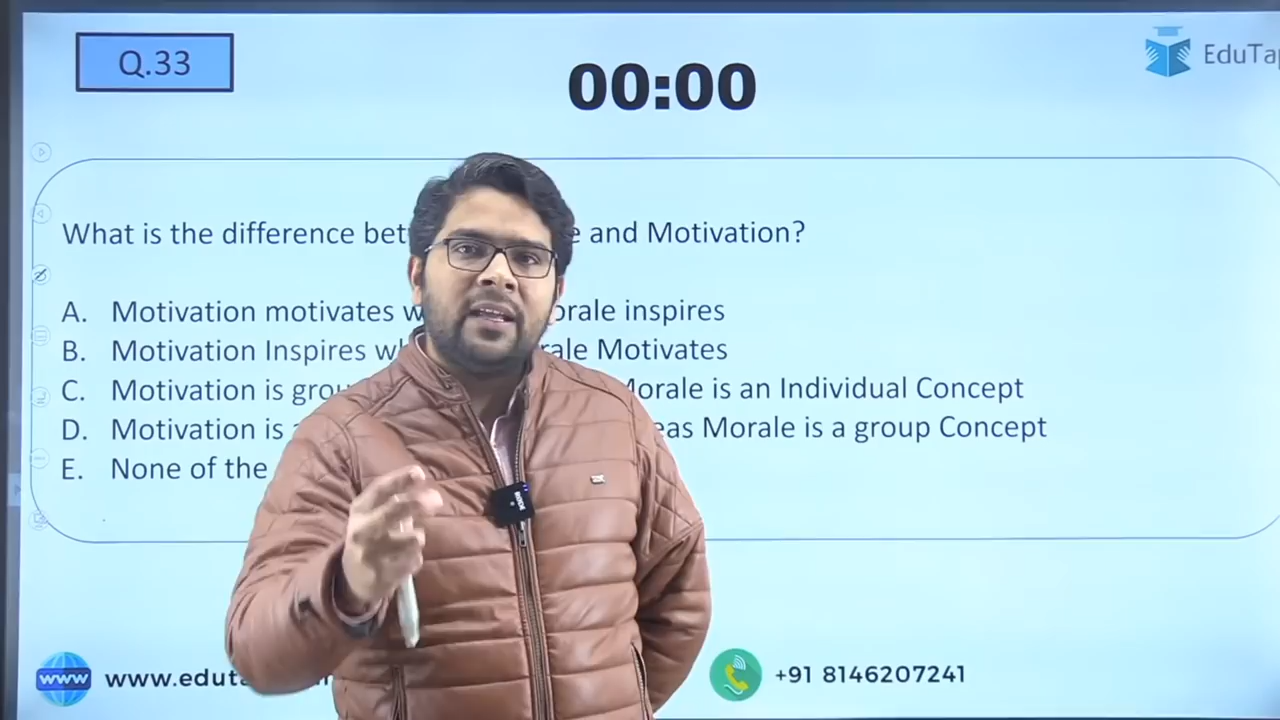 Q.33
00:00
EduTap
What is the difference bet e and Motivation?
A. Motivation motivates w orale inspires
B. Motivation Inspires wh rale Motivates
C. Motivation is grou Morale is an Individual Concept
D. Motivation is a eas Morale is a group Concept
E. None of the
www www.eduta
+91 8146207241